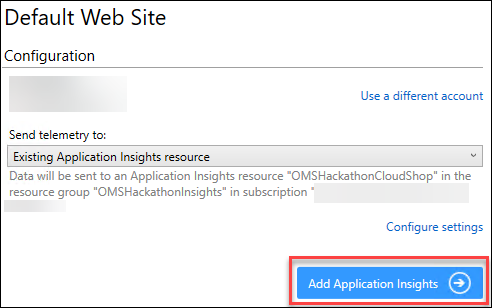 Default Web Site
Configuration
Use a different account
Send telemetry to:
Existing Application Insights resource
Data will be sent to an Application Insights resource "OMSHackathonCloudShop" in the
resource group "OMSHackathonInsights" in subscription "
Configure settings
Add Application Insights